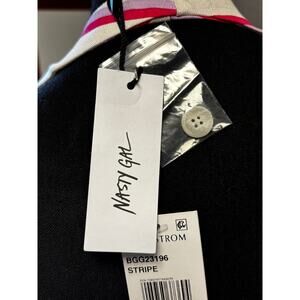 NASTY GAL
STROM
BGG23196
STRIPE